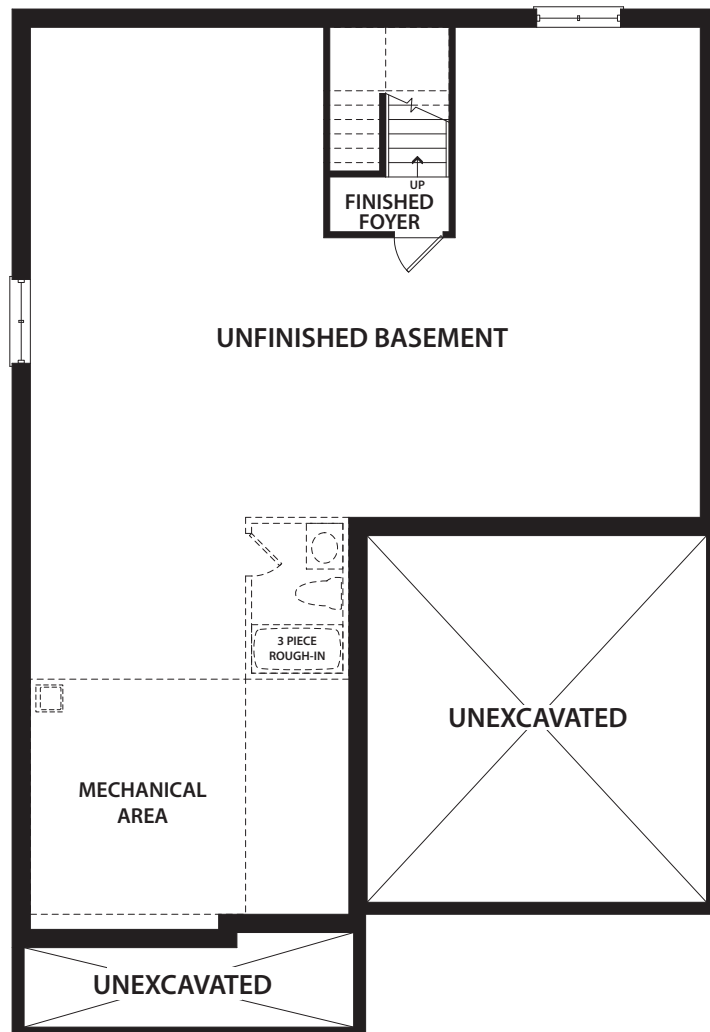 UP
FINISHED
FOYER
UNFINISHED BASEMENT
3 PIECE
ROUGH-IN
UNEXCAVATED
MECHANICAL
AREA
UNEXCAVATED